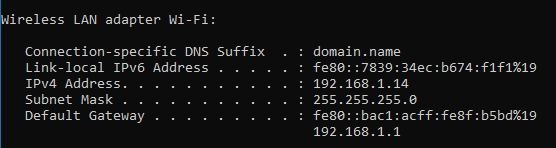 Wireless LAN adapter Wi-Fi:
Connection-specific DNS Suffix  . : domain.name
Link-local IPv6 Address . . . . . : fe80::7839:34ec:b674:f1f1%19
IPv4 Address. . . . . . . . . . . : 192.168.1.14
Subnet Mask . . . . . . . . . . . : 255.255.255.0
Default Gateway . . . . . . . . . : fe80::bac1:acff:fe8f:b5bd%19
192.168.1.1